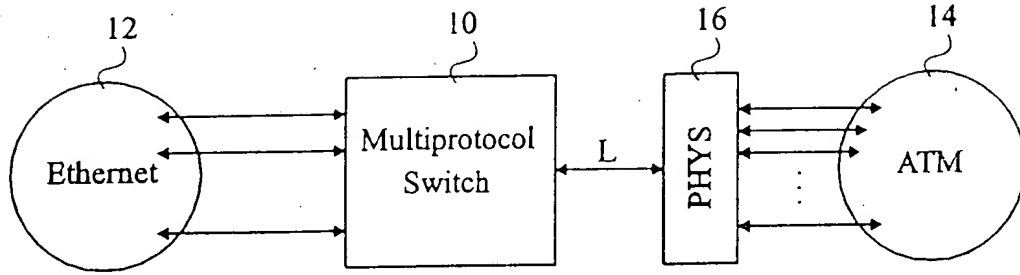 12
10
16
14
Ethernet
Multiprotocol
Switch
L
PHYS
ATM